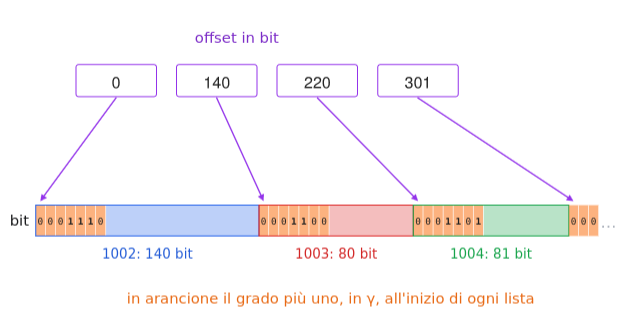 offset in bit
0 140 220 301
bit 0 0 0 1 1 1 0 0 0 0 1 1 0 0 0 0 0 1 1 0 1 0 0 0 ...
1002: 140 bit 1003: 80 bit 1004: 81 bit
in arancione il grado più uno, in γ, all'inizio di ogni lista